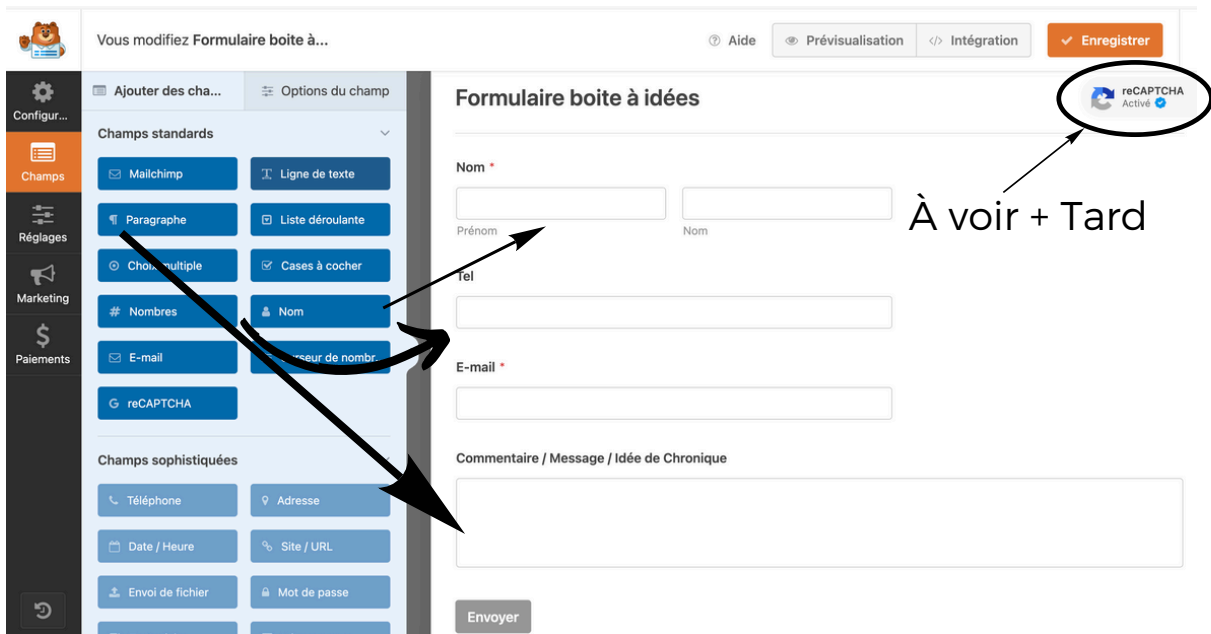 Vous modifiez Formulaire boite à...
Aide
Prévisualisation
</> Intégration
Enregistrer
Configur...
Champs
Réglages
Marketing
Paiements
Ajouter des cha...
Options du champ
Champs standards
Mailchimp
Ligne de texte
Paragraphe
Liste déroulante
Choix multiple
Cases à cocher
# Nombres
Nom
E-mail
Curseur de nombr.
G reCAPTCHA
Champs sophistiquées
Téléphone
Adresse
Date / Heure
Site / URL
Envoi de fichier
Mot de passe
Formulaire boite à idées
reCAPTCHA
Activé
À voir + Tard
Nom *
Prénom
Nom
Tel
E-mail *
Commentaire / Message / Idée de Chronique
Envoyer